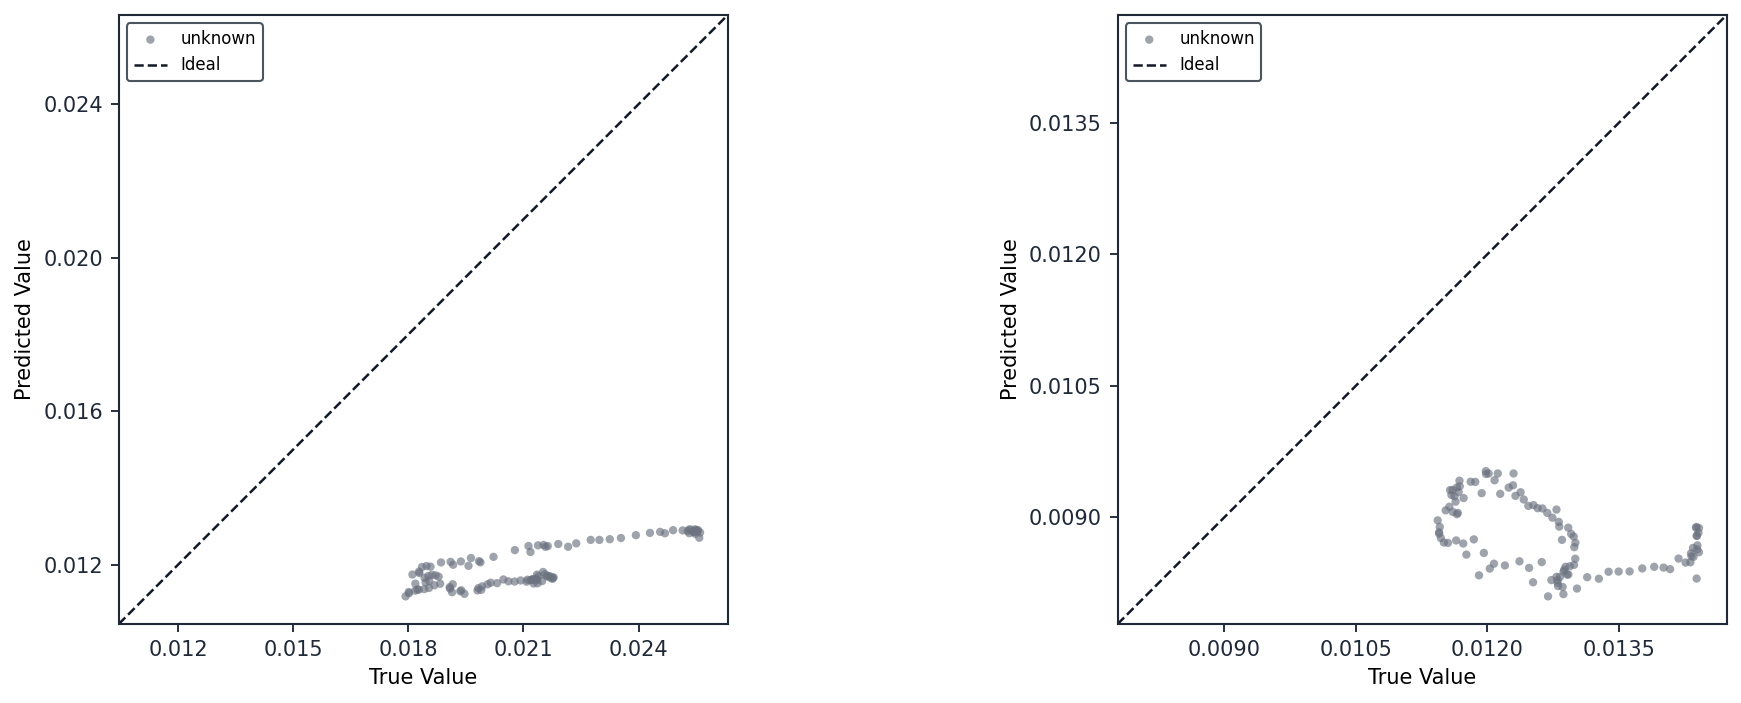 unknown
Ideal
0.024
0.020
0.016
0.012
Predicted Value
0.012 0.015 0.018 0.021 0.024
True Value
unknown
Ideal
0.0135
0.0120
0.0105
0.0090
Predicted Value
0.0090 0.0105 0.0120 0.0135
True Value